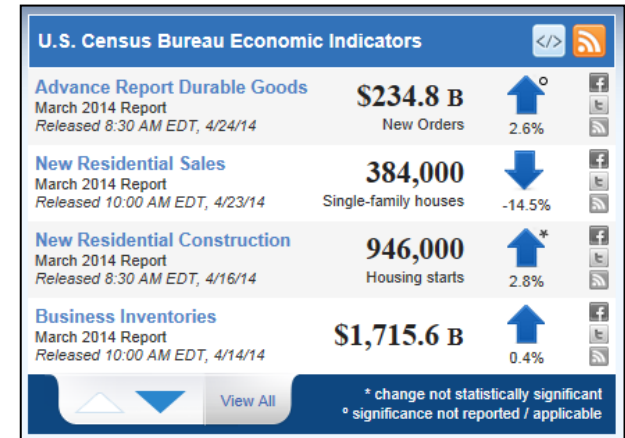 U.S. Census Bureau Economic Indicators </>
Advance Report Durable Goods
March 2014 Report
Released 8:30 AM EDT, 4/24/14
$234.8 B
New Orders
°
2.6%
New Residential Sales
March 2014 Report
Released 10:00 AM EDT, 4/23/14
384,000
Single-family houses
-14.5%
New Residential Construction
March 2014 Report
Released 8:30 AM EDT, 4/16/14
946,000
Housing starts
*
2.8%
Business Inventories
March 2014 Report
Released 10:00 AM EDT, 4/14/14
$1,715.6 B
0.4%
View All
* change not statistically significant
° significance not reported / applicable